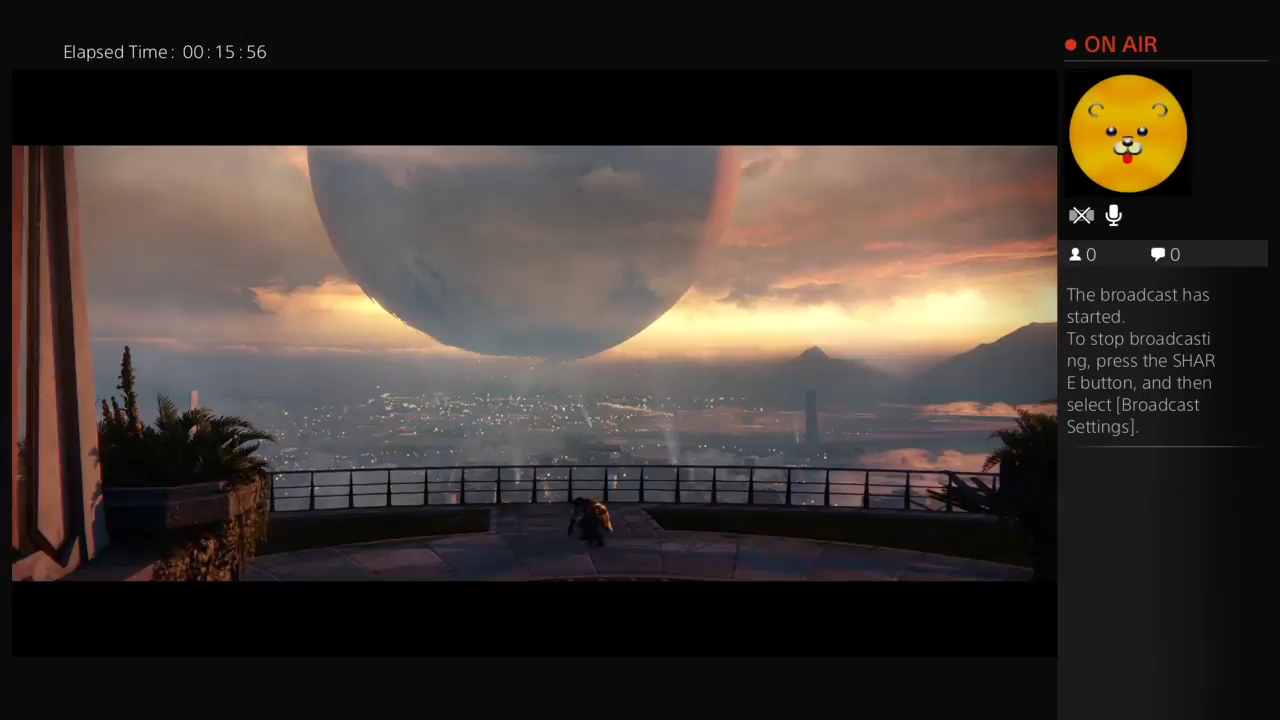 Elapsed Time: 00:15:56
ON AIR
0
0
The broadcast has
started.
To stop broadcasti
ng, press the SHAR
E button, and then
select [Broadcast
Settings].